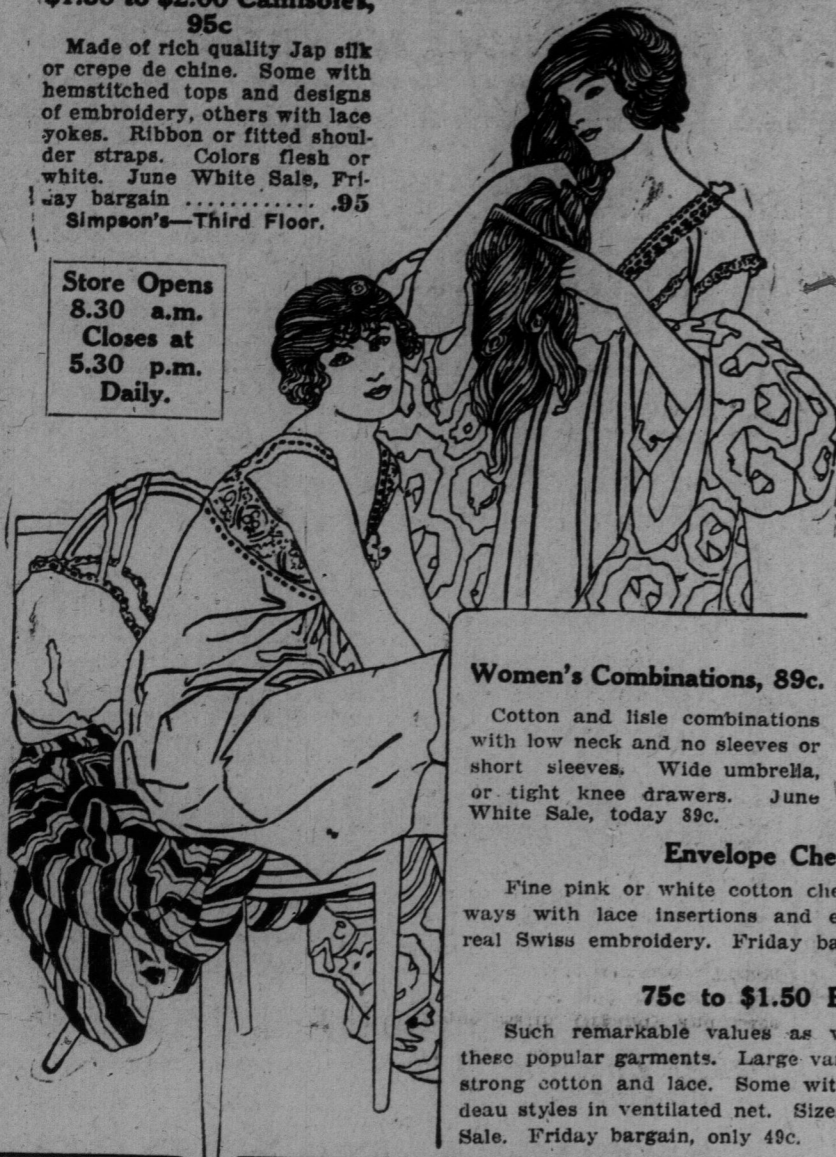 $1.50 to $2.00 Camisoles,
95c
Made of rich quality Jap silk
or crepe de chine. Some with
hemstitched tops and designs
of embroidery, others with lace
yokes. Ribbon or fitted shoul-
der straps. Colors flesh or
white. June White Sale, Fri-
day bargain ............ .95
Simpson's—Third Floor.
Store Opens
8.30 a.m.
Closes at
5.30 p.m.
Daily.
Women's Combinations, 89c.
Cotton and lisle combinations
with low neck and no sleeves or
short sleeves. Wide umbrella,
or tight knee drawers. June
White Sale, today 89c.
Envelope Che
Fine pink or white cotton che
ways with lace insertions and e
real Swiss embroidery. Friday ba
75c to $1.50 B
Such remarkable values as
these popular garments. Large va
strong cotton and lace. Some wit
deau styles in ventilated net. Size
Sale. Friday bargain, only 49c.